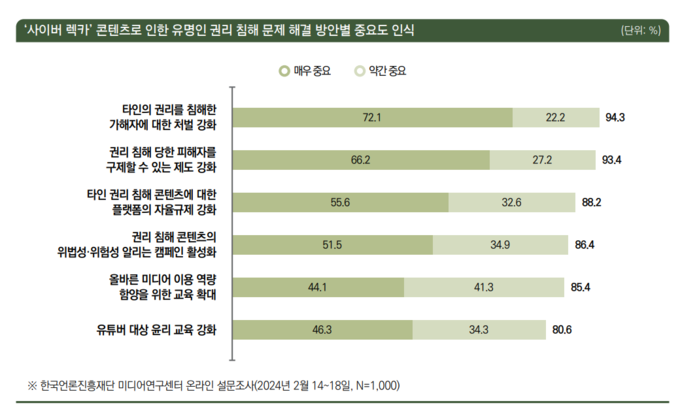 ‘사이버 렉카’ 콘텐츠로 인한 유명인 권리 침해 문제 해결 방안별 중요도 인식 (단위: %)
매우 중요 약간 중요
타인의 권리를 침해한
가해자에 대한 처벌 강화
72.1 22.2 94.3
권리 침해 당한 피해자를
구제할 수 있는 제도 강화
66.2 27.2 93.4
타인 권리 침해 콘텐츠에 대한
플랫폼의 자율규제 강화
55.6 32.6 88.2
권리 침해 콘텐츠의
위법성·위험성 알리는 캠페인 활성화
51.5 34.9 86.4
올바른 미디어 이용 역량
함양을 위한 교육 확대
44.1 41.3 85.4
유튜버 대상 윤리 교육 강화 46.3 34.3 80.6
※ 한국언론진흥재단 미디어연구센터 온라인 설문조사(2024년 2월 14~18일, N=1,000)